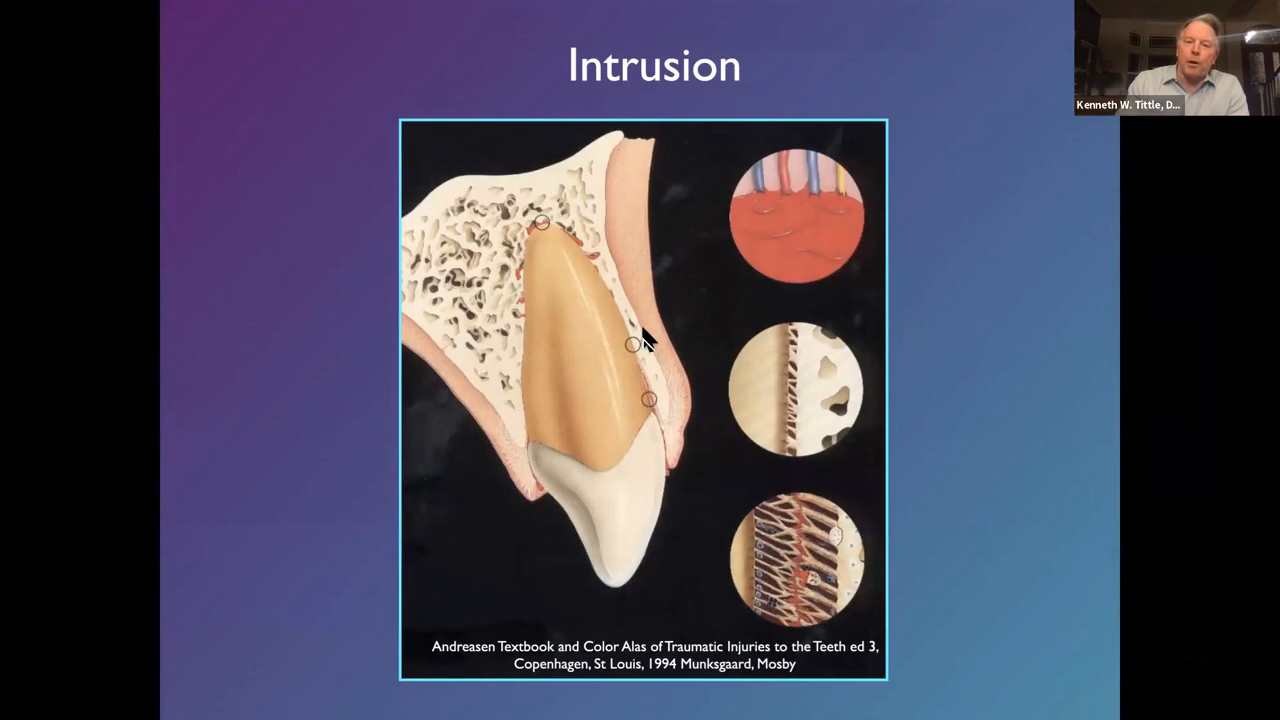 Intrusion
Kenneth W. Tittle, D...
Andreasen Textbook and Color Alas of Traumatic Injuries to the Teeth ed 3,
Copenhagen, St Louis, 1994 Munksgaard, Mosby